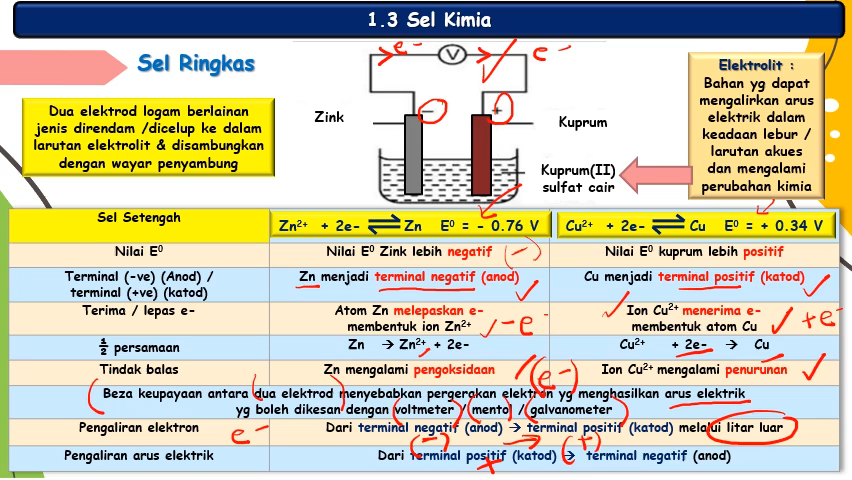 1.3 Sel Kimia
Sel Ringkas
e-
V
e-
Elektrolit :
Bahan yg dapat
mengalirkan arus
elektrik dalam
keadaan lebur /
larutan akues
dan mengalami
perubahan kimia
Dua elektrod logam berlainan
jenis direndam /dicelup ke dalam
larutan elektrolit & disambungkan
dengan wayar penyambung
Zink
-
+
Kuprum
Kuprum(II)
sulfat cair
Sel Setengah
Zn²⁺ + 2e- ⇌ Zn E⁰ = - 0.76 V
Cu²⁺ + 2e- ⇌ Cu E⁰ = + 0.34 V
Nilai E⁰
Nilai E⁰ Zink lebih negatif (-)
Nilai E⁰ kuprum lebih positif
Terminal (-ve) (Anod) /
terminal (+ve) (katod)
Zn menjadi terminal negatif (anod)
Cu menjadi terminal positif (katod)
Terima / lepas e-
Atom Zn melepaskan e-
membentuk ion Zn²⁺
-e-
Ion Cu²⁺ menerima e-
membentuk atom Cu
+e-
½ persamaan
Zn → Zn²⁺ + 2e-
Cu²⁺ + 2e- → Cu
Tindak balas
Zn mengalami pengoksidaan
(e-)
Ion Cu²⁺ mengalami penurunan
Beza keupayaan antara dua elektrod menyebabkan pergerakan elektron yg menghasilkan arus elektrik
yg boleh dikesan dengan voltmeter / mentol / galvanometer
Pengaliran elektron
e-
Dari terminal negatif (anod) → terminal positif (katod) melalui litar luar
(-) → (+)
Pengaliran arus elektrik
Dari terminal positif (katod) → terminal negatif (anod)